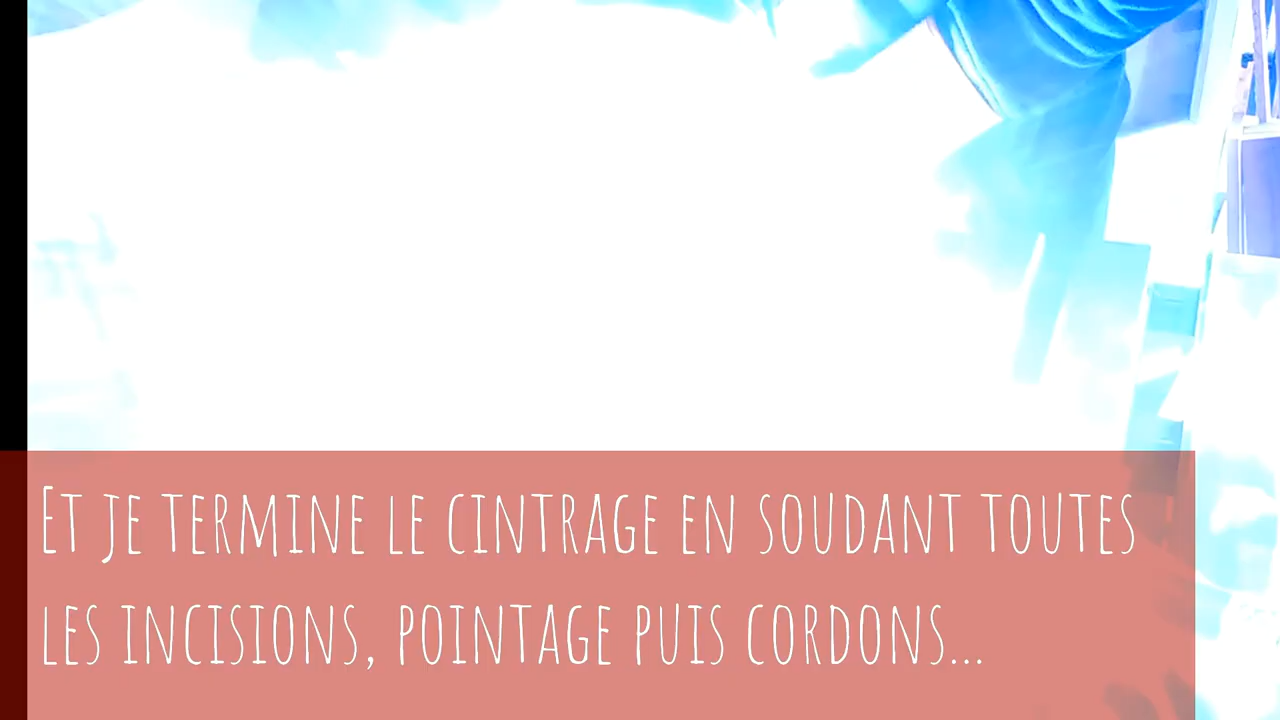 Et je termine le cintrage en soudant toutes
les incisions, pointage puis cordons...